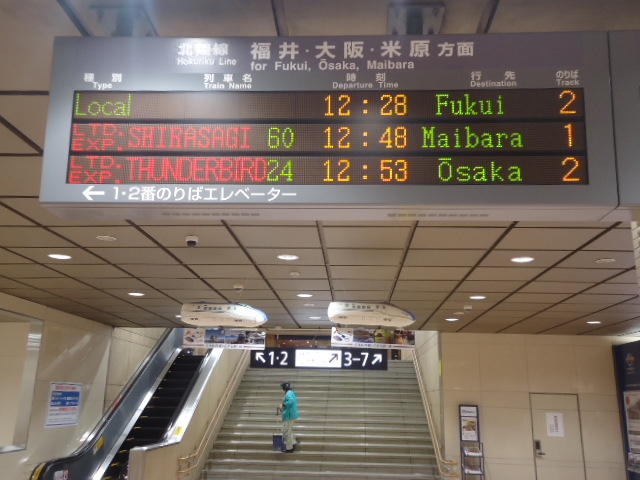 北陸線 福井・大阪・米原 方面
Hokuriku Line for Fukui, Ōsaka, Maibara
種別 列車名 時刻 行先 のりば
Type Train Name Departure Time Destination Track
Local 12:28 Fukui 2
LTD. EXP. SHIRASAGI 60 12:48 Maibara 1
LTD. EXP. THUNDERBIRD 24 12:53 Ōsaka 2
← 1・2番のりばエレベーター
↖ 1・2 ↗ 3-7 ↗